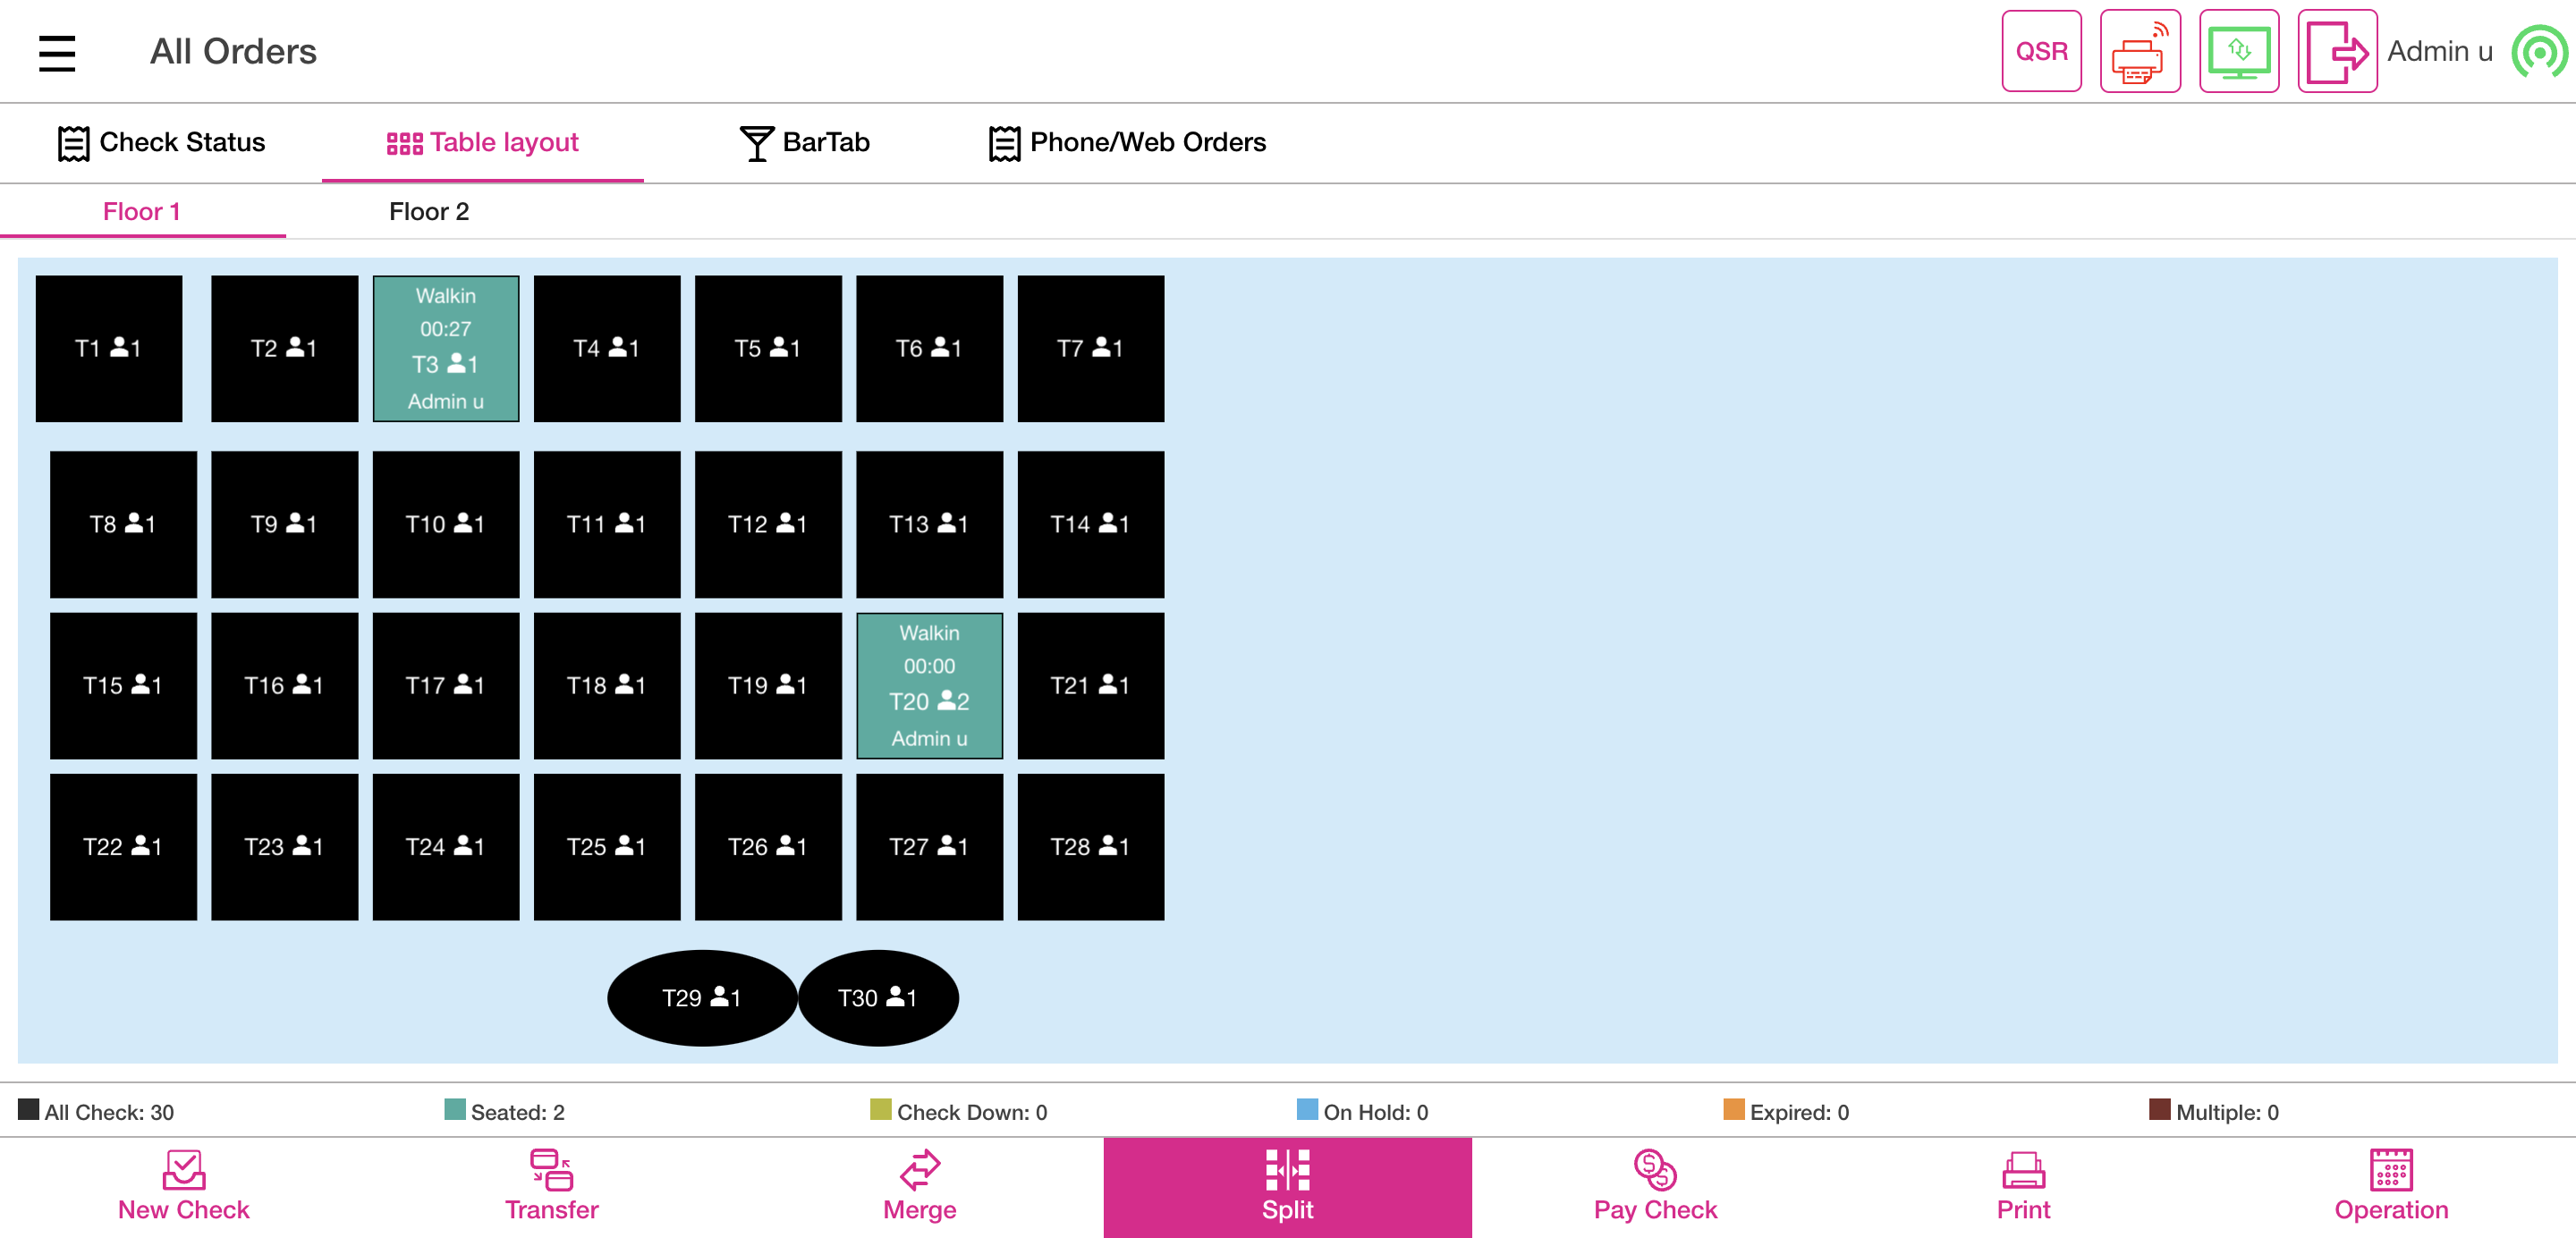 All Orders
QSR
Admin u
Check Status
Table layout
BarTab
Phone/Web Orders
Floor 1
Floor 2
T1 1
T2 1
Walkin
00:27
T3 1
Admin u
T4 1
T5 1
T6 1
T7 1
T8 1
T9 1
T10 1
T11 1
T12 1
T13 1
T14 1
T15 1
T16 1
T17 1
T18 1
T19 1
Walkin
00:00
T20 2
Admin u
T21 1
T22 1
T23 1
T24 1
T25 1
T26 1
T27 1
T28 1
T29 1
T30 1
All Check: 30
Seated: 2
Check Down: 0
On Hold: 0
Expired: 0
Multiple: 0
New Check
Transfer
Merge
Split
Pay Check
Print
Operation